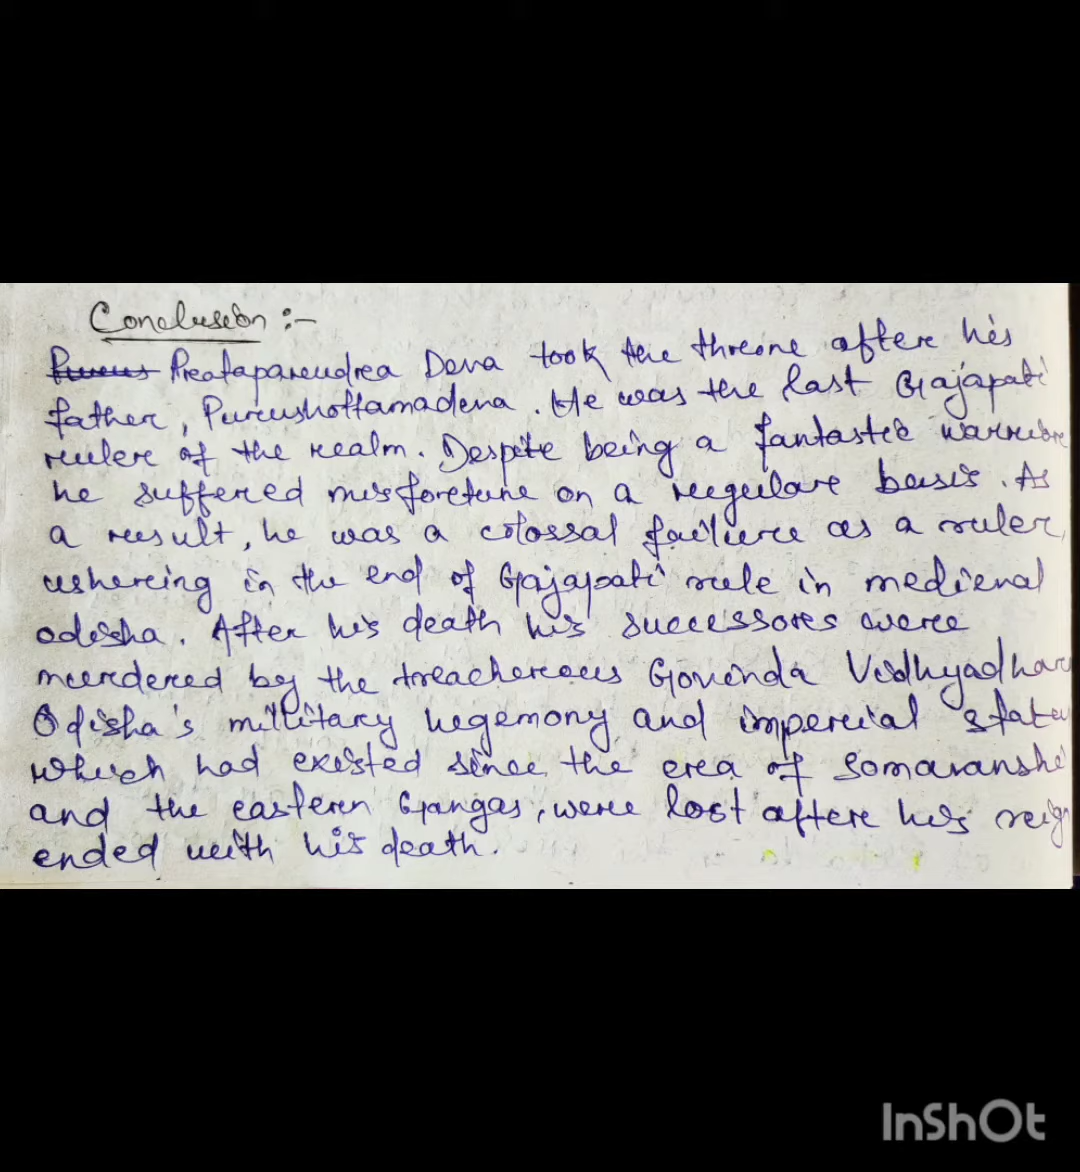 Conclusion :-
Prataparudra Deva took the throne after his
father, Purushottamadeva. He was the last Gajapati
ruler of the realm. Despite being a fantastic warrior
he suffered misfortune on a regular basis. As
a result, he was a colossal failure as a ruler,
ushering in the end of Gajapati rule in medieval
odisha. After his death his successors were
murdered by the treacherous Govinda Vidhyadhar
Odisha's millitary hegemony and imperial
which had existed since the era of Somavanshi
and the eastern Gangas, were lost after his reign
ended with his death.
InShOt